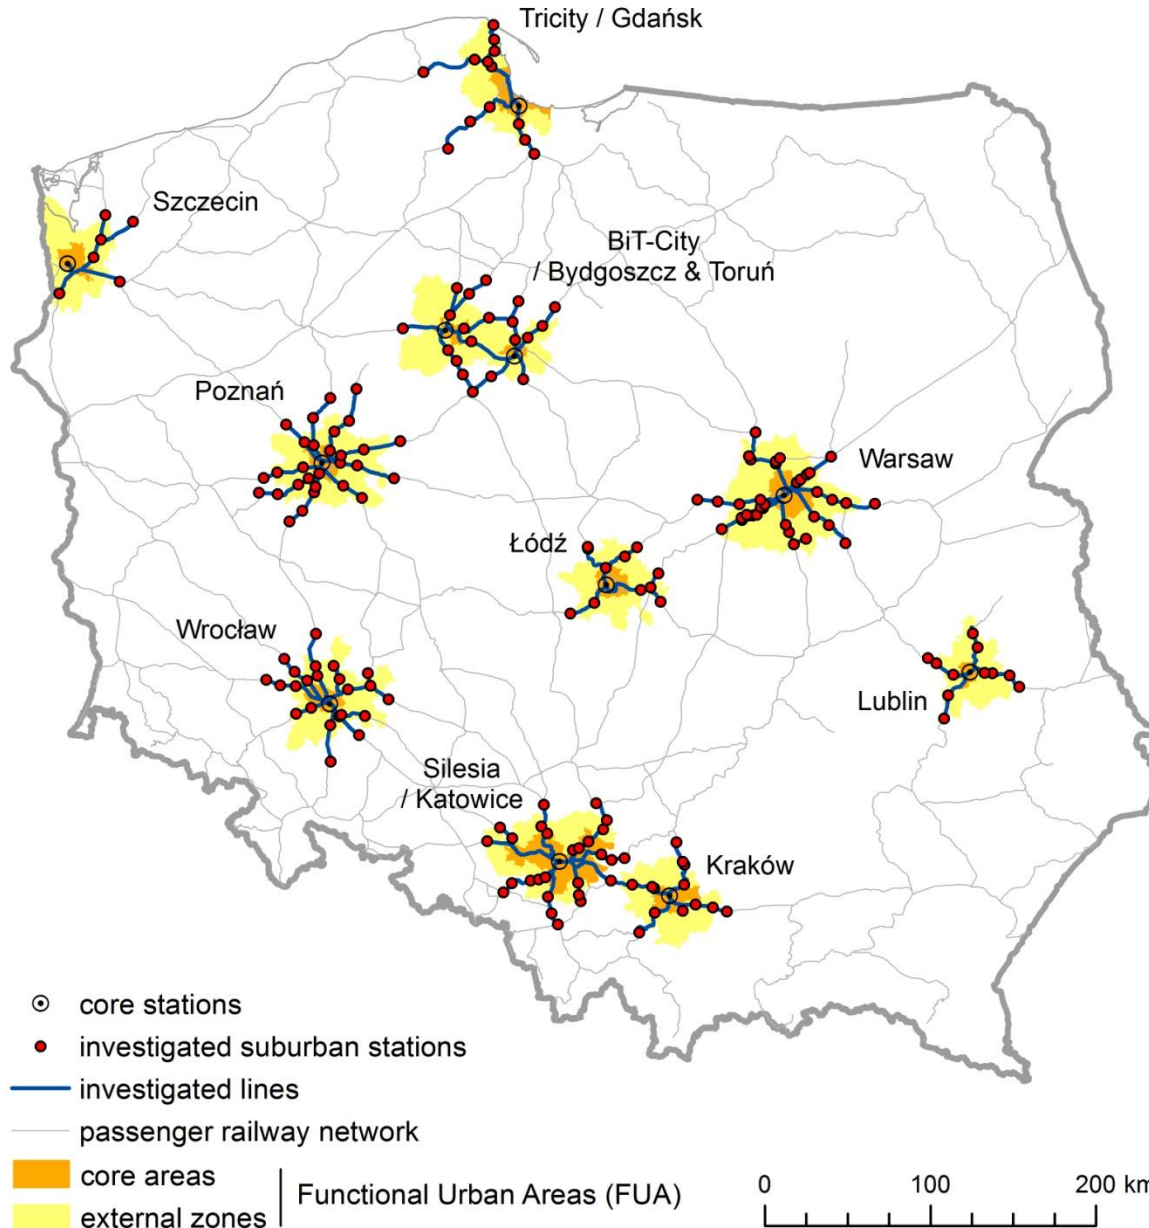 Tricity / Gdańsk
Szczecin
BiT-City
/ Bydgoszcz & Toruń
Poznań
Warsaw
Łódź
Wrocław
Lublin
Silesia
/ Katowice
Kraków
core stations
investigated suburban stations
investigated lines
passenger railway network
core areas
external zones
Functional Urban Areas (FUA)
0 100 200 km